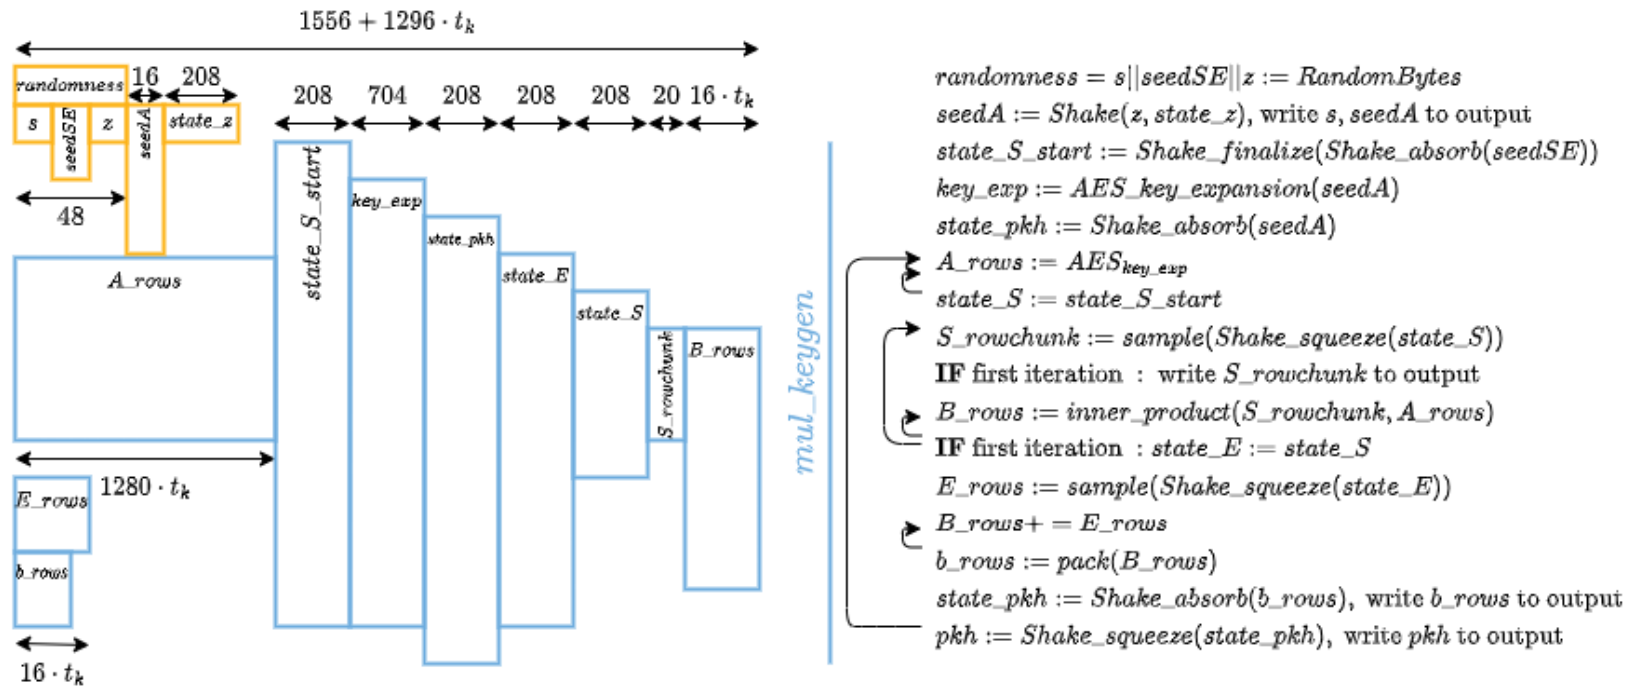 1556 + 1296 · t_k
randomness
16
208
s
seedSE
z
seedA
state_z
48
208
704
208
208
208
20
16 · t_k
state_S_start
key_exp
state_pkh
state_E
state_S
S_rowchunk
B_rows
A_rows
1280 · t_k
E_rows
b_rows
16 · t_k
mul_keygen
randomness = s||seedSE||z := RandomBytes
seedA := Shake(z, state_z), write s, seedA to output
state_S_start := Shake_finalize(Shake_absorb(seedSE))
key_exp := AES_key_expansion(seedA)
state_pkh := Shake_absorb(seedA)
A_rows := AES_key_exp
state_S := state_S_start
S_rowchunk := sample(Shake_squeeze(state_S))
IF first iteration : write S_rowchunk to output
B_rows := inner_product(S_rowchunk, A_rows)
IF first iteration : state_E := state_S
E_rows := sample(Shake_squeeze(state_E))
B_rows+ = E_rows
b_rows := pack(B_rows)
state_pkh := Shake_absorb(b_rows), write b_rows to output
pkh := Shake_squeeze(state_pkh), write pkh to output